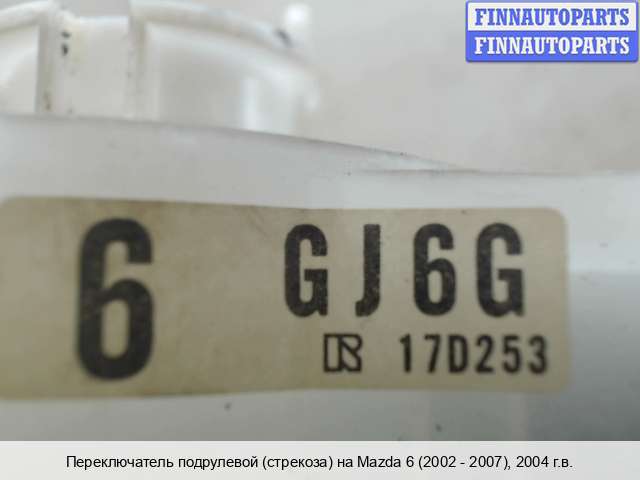 FINNAUTOPARTS
FINNAUTOPARTS
6 GJ6G
17D253
Переключатель подрулевой (стрекоза) на Mazda 6 (2002 - 2007), 2004 г.в.